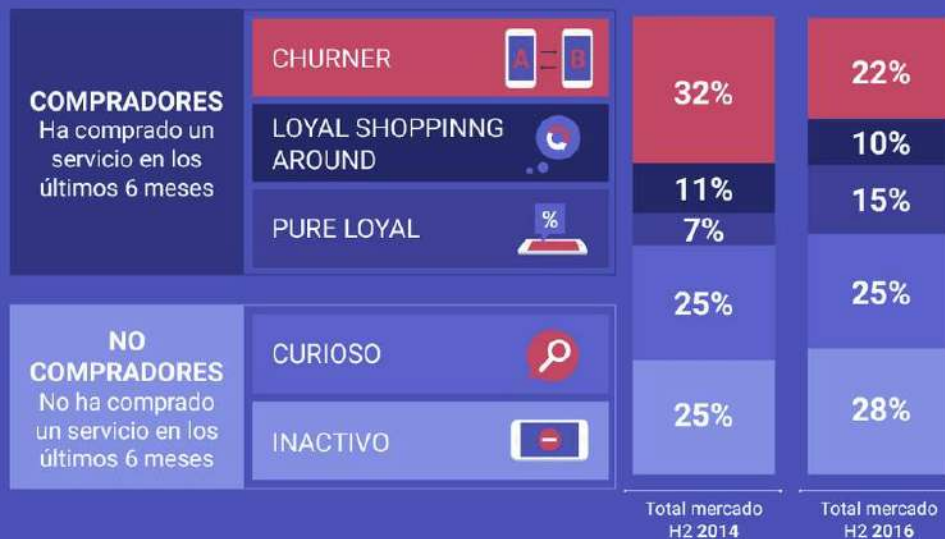 COMPRADORES
Ha comprado un
servicio en los
últimos 6 meses
CHURNER
A
B
LOYAL SHOPPINNG
AROUND
PURE LOYAL
%
NO
COMPRADORES
No ha comprado
un servicio en los
últimos 6 meses
CURIOSO
INACTIVO
32%
11%
7%
25%
25%
Total mercado
H2 2014
22%
10%
15%
25%
28%
Total mercado
H2 2016